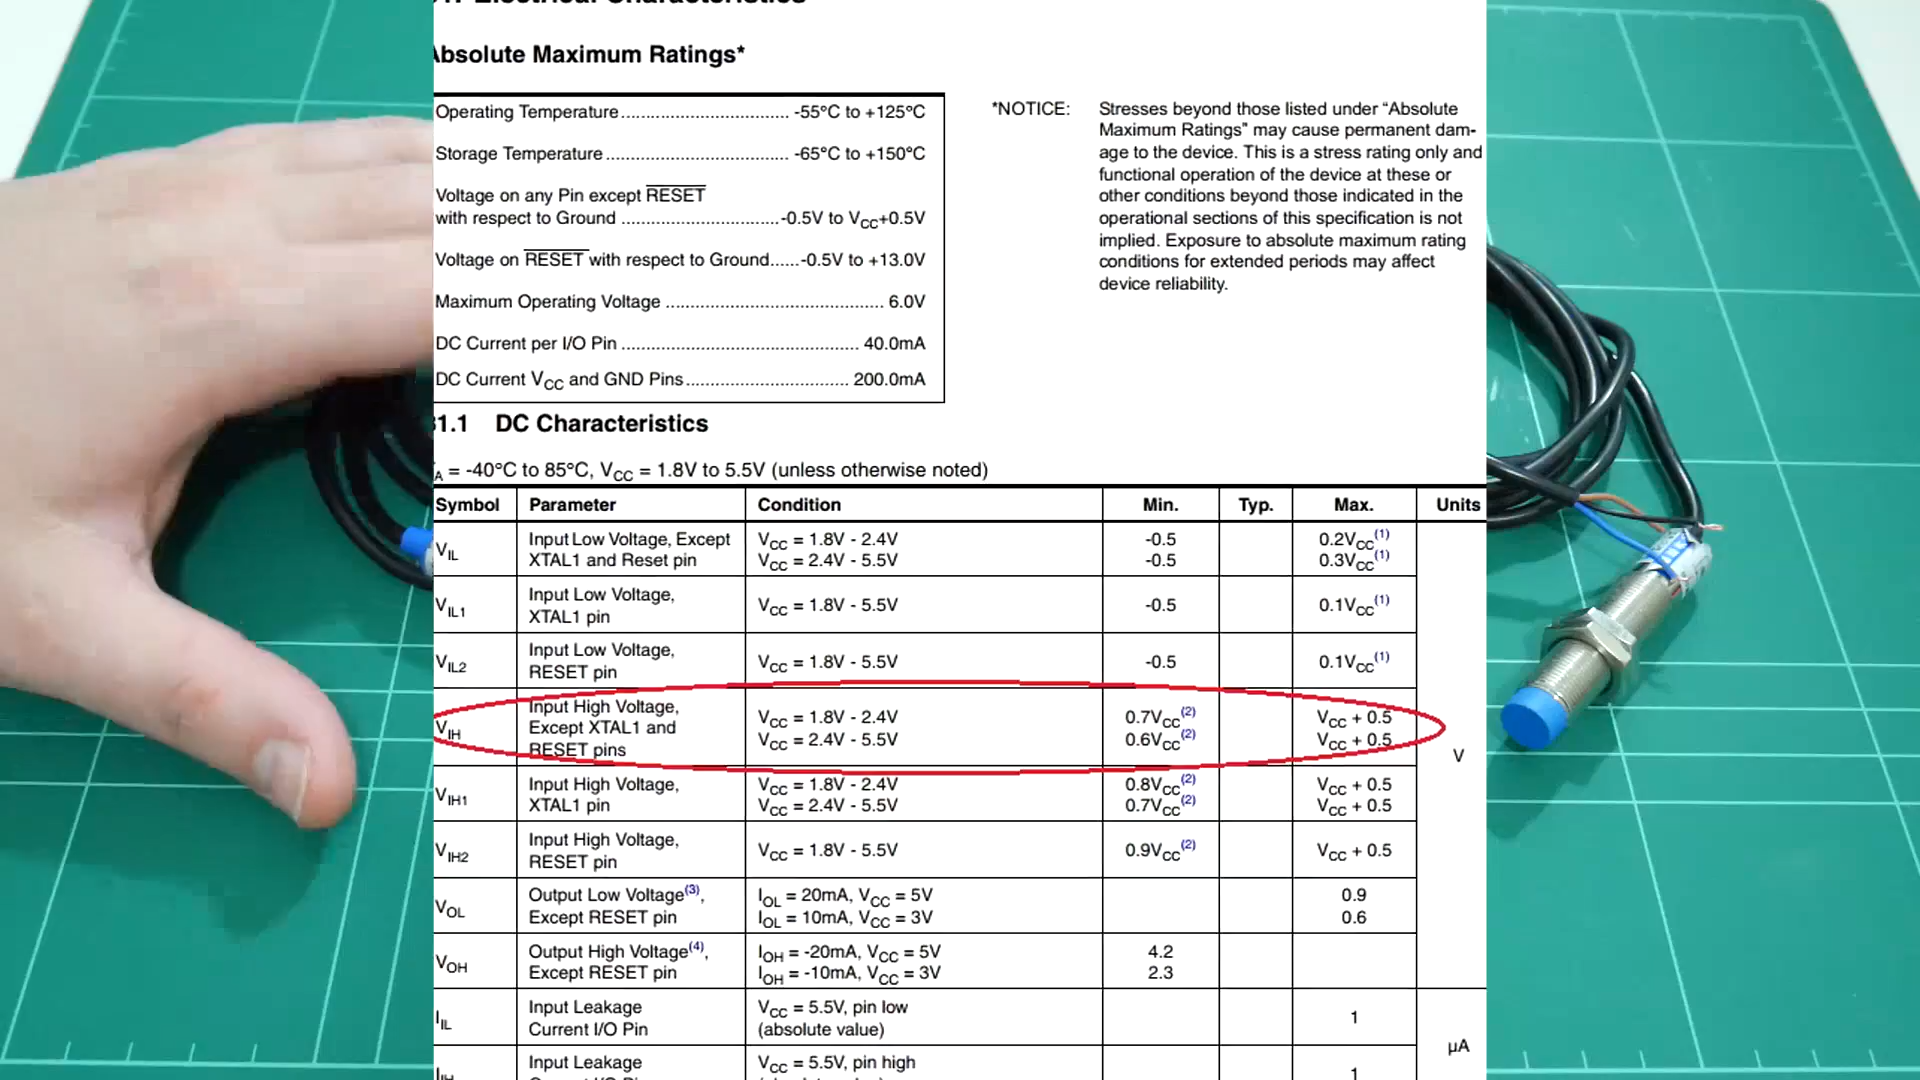 Absolute Maximum Ratings*
Operating Temperature.................................. -55°C to +125°C
Storage Temperature ..................................... -65°C to +150°C
Voltage on any Pin except RESET
with respect to Ground ................................-0.5V to VCC+0.5V
Voltage on RESET with respect to Ground......-0.5V to +13.0V
Maximum Operating Voltage ............................................ 6.0V
DC Current per I/O Pin ................................................ 40.0mA
DC Current VCC and GND Pins................................. 200.0mA
*NOTICE: Stresses beyond those listed under “Absolute
Maximum Ratings” may cause permanent dam-
age to the device. This is a stress rating only and
functional operation of the device at these or
other conditions beyond those indicated in the
operational sections of this specification is not
implied. Exposure to absolute maximum rating
conditions for extended periods may affect
device reliability.
31.1 DC Characteristics
A = -40°C to 85°C, VCC = 1.8V to 5.5V (unless otherwise noted)
Symbol Parameter Condition Min. Typ. Max. Units
VIL Input Low Voltage, Except XTAL1 and Reset pin VCC = 1.8V - 2.4V -0.5 0.2VCC(1)
VCC = 2.4V - 5.5V -0.5 0.3VCC(1)
VIL1 Input Low Voltage, XTAL1 pin VCC = 1.8V - 5.5V -0.5 0.1VCC(1)
VIL2 Input Low Voltage, RESET pin VCC = 1.8V - 5.5V -0.5 0.1VCC(1)
VIH Input High Voltage, Except XTAL1 and RESET pins VCC = 1.8V - 2.4V 0.7VCC(2) VCC + 0.5
VCC = 2.4V - 5.5V 0.6VCC(2) VCC + 0.5
V
VIH1 Input High Voltage, XTAL1 pin VCC = 1.8V - 2.4V 0.8VCC(2) VCC + 0.5
VCC = 2.4V - 5.5V 0.7VCC(2) VCC + 0.5
VIH2 Input High Voltage, RESET pin VCC = 1.8V - 5.5V 0.9VCC(2) VCC + 0.5
VOL Output Low Voltage(3), Except RESET pin IOL = 20mA, VCC = 5V 0.9
IOL = 10mA, VCC = 3V 0.6
VOH Output High Voltage(4), Except RESET pin IOH = -20mA, VCC = 5V 4.2
IOH = -10mA, VCC = 3V 2.3
IIL Input Leakage Current I/O Pin VCC = 5.5V, pin low (absolute value) 1
µA
IIH Input Leakage VCC = 5.5V, pin high 1